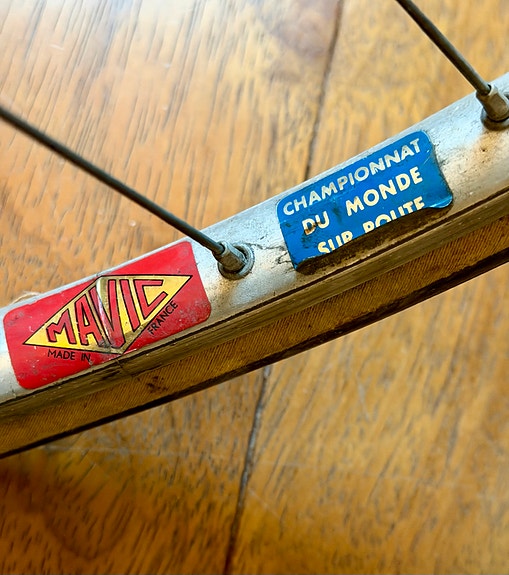 MAVIC
MADE IN FRANCE
CHAMPIONNAT
DU MONDE
SUR ROUTE